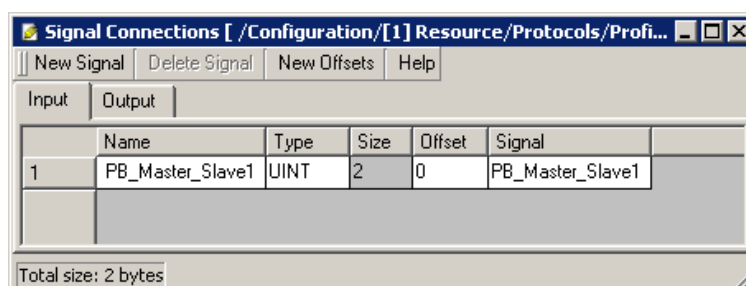 Signal Connections [ /Configuration/[1] Resource/Protocols/Profi...
New Signal Delete Signal New Offsets Help
Input Output
Name Type Size Offset Signal
1 PB_Master_Slave1 UINT 2 0 PB_Master_Slave1
Total size: 2 bytes